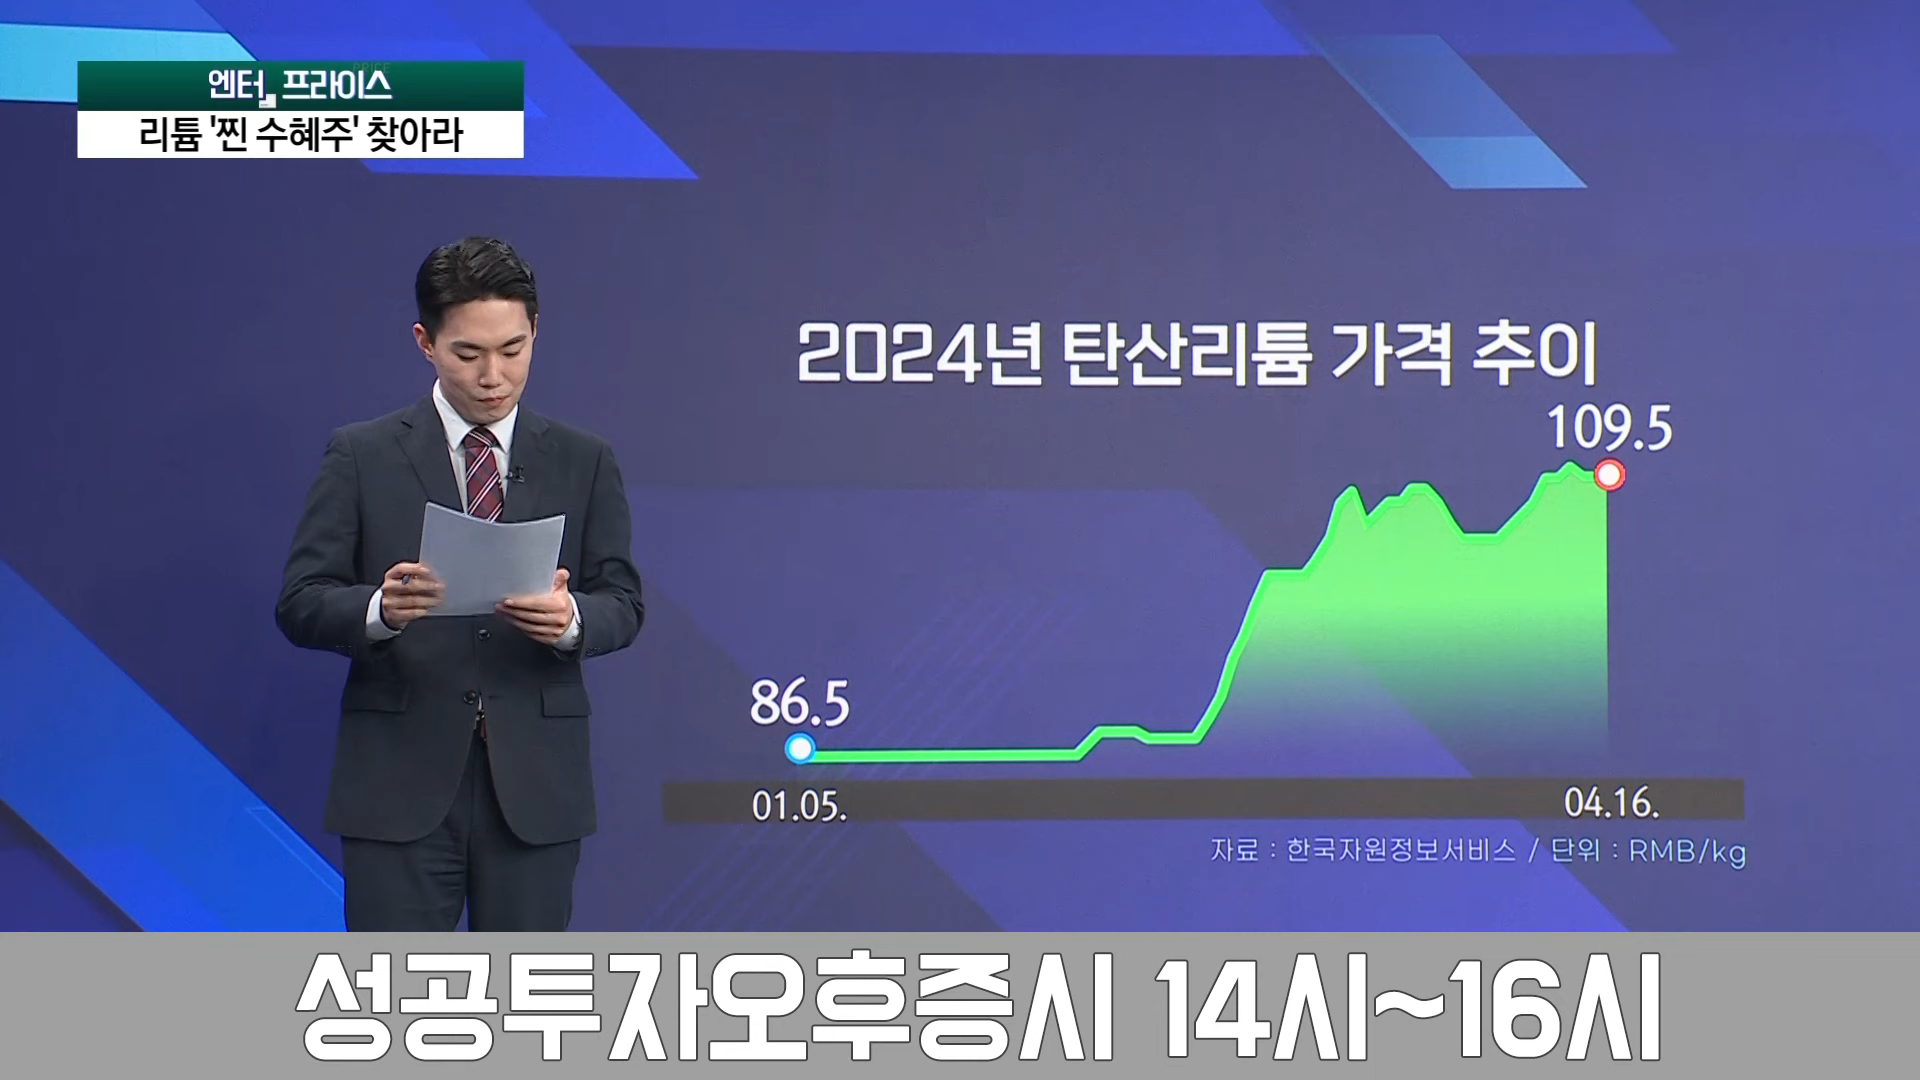 PRICE
엔터 프라이스
리튬 '찐 수혜주' 찾아라
2024년 탄산리튬 가격 추이
109.5
86.5
01.05.
04.16.
자료 : 한국자원정보서비스 / 단위 : RMB/kg
성공투자오후증시 14시~16시